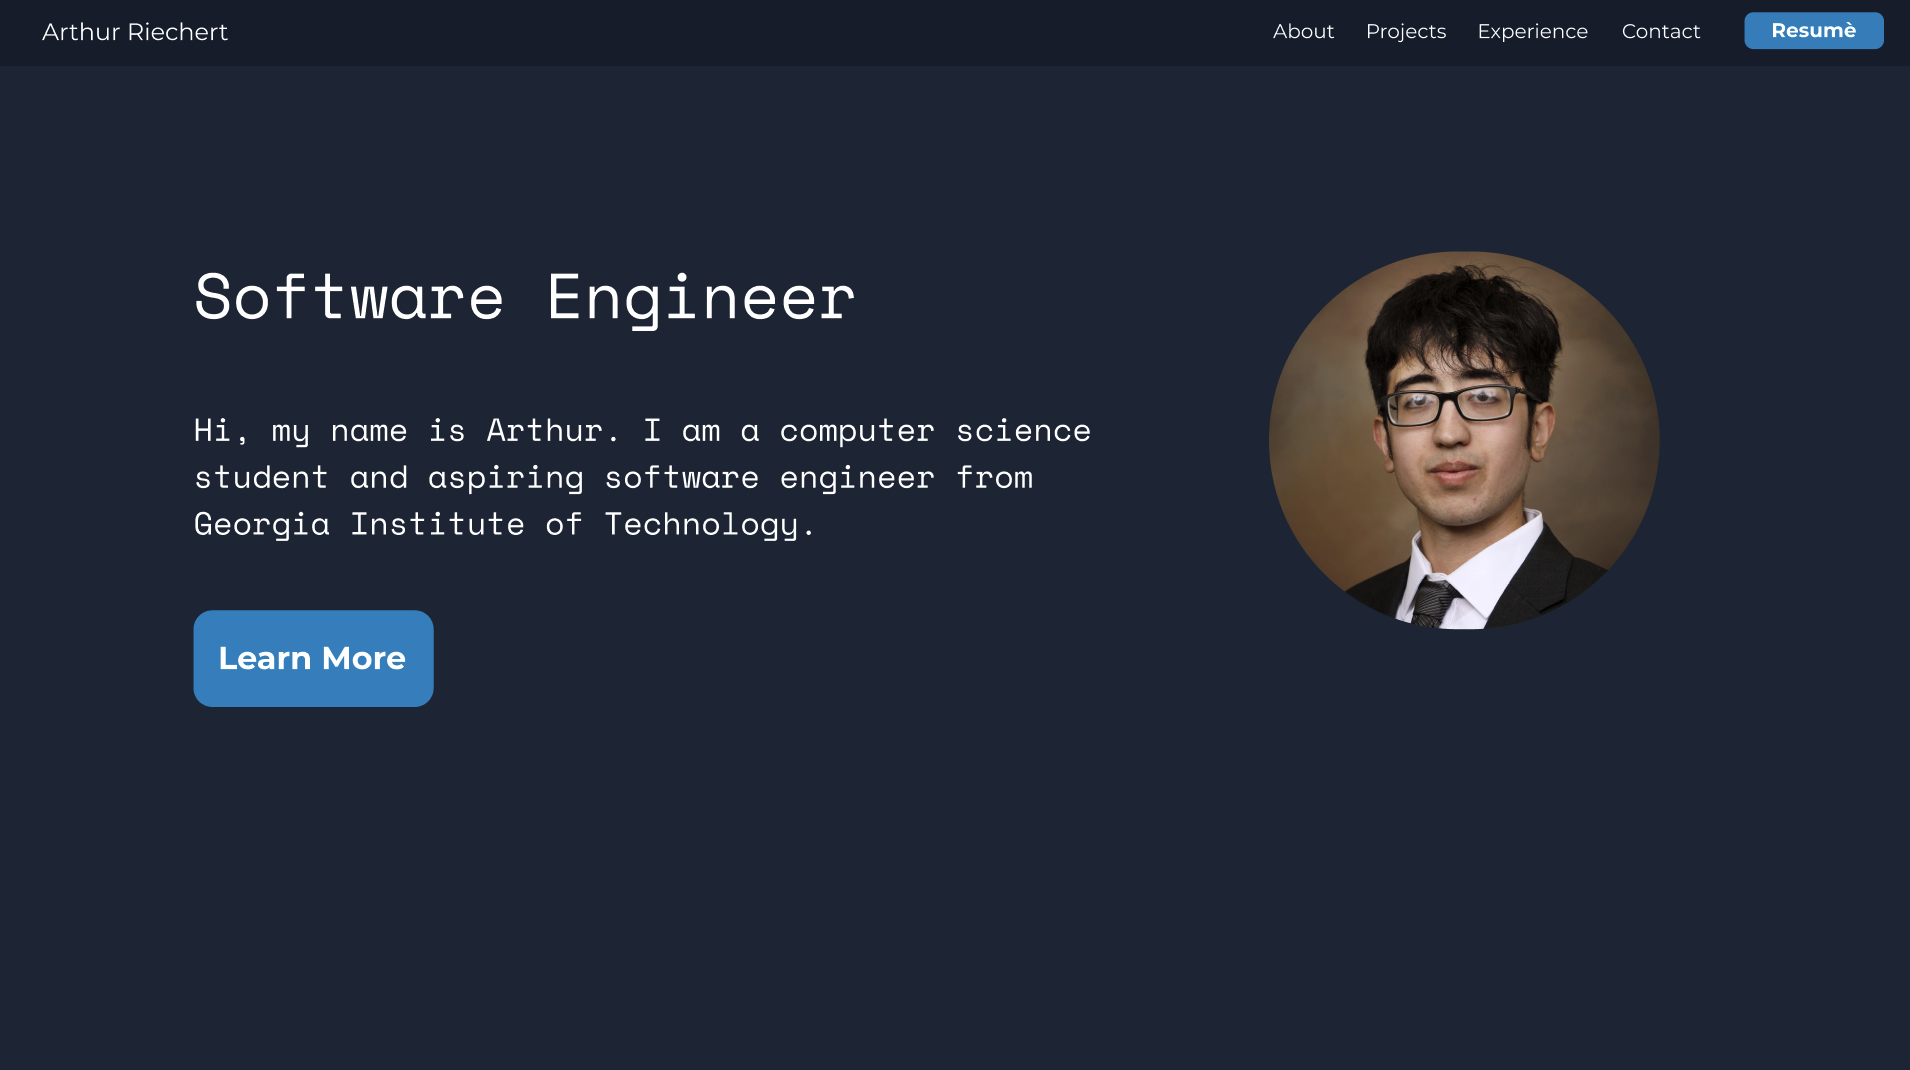 Arthur Riechert
About Projects Experience Contact Resumè
Software Engineer
Hi, my name is Arthur. I am a computer science
student and aspiring software engineer from
Georgia Institute of Technology.
Learn More